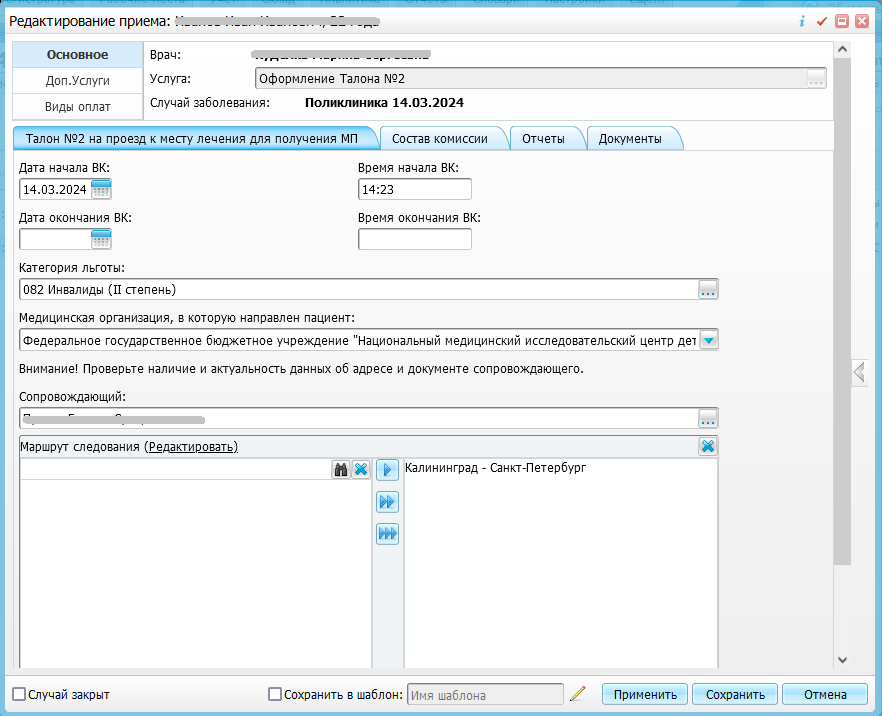 Редактирование приема:
Основное
Доп.Услуги
Виды оплат
Врач:
Услуга: Оформление Талона №2 ...
Случай заболевания: Поликлиника 14.03.2024
Талон №2 на проезд к месту лечения для получения МП Состав комиссии Отчеты Документы
Дата начала ВК: Время начала ВК:
14.03.2024 14:23
Дата окончания ВК: Время окончания ВК:
Категория льготы:
082 Инвалиды (II степень) ...
Медицинская организация, в которую направлен пациент:
Федеральное государственное бюджетное учреждение "Национальный медицинский исследовательский центр дет
Внимание! Проверьте наличие и актуальность данных об адресе и документе сопровождающего.
Сопровождающий:
...
Маршрут следования (Редактировать)
Калининград - Санкт-Петербург
Случай закрыт Сохранить в шаблон: Имя шаблона Применить Сохранить Отмена